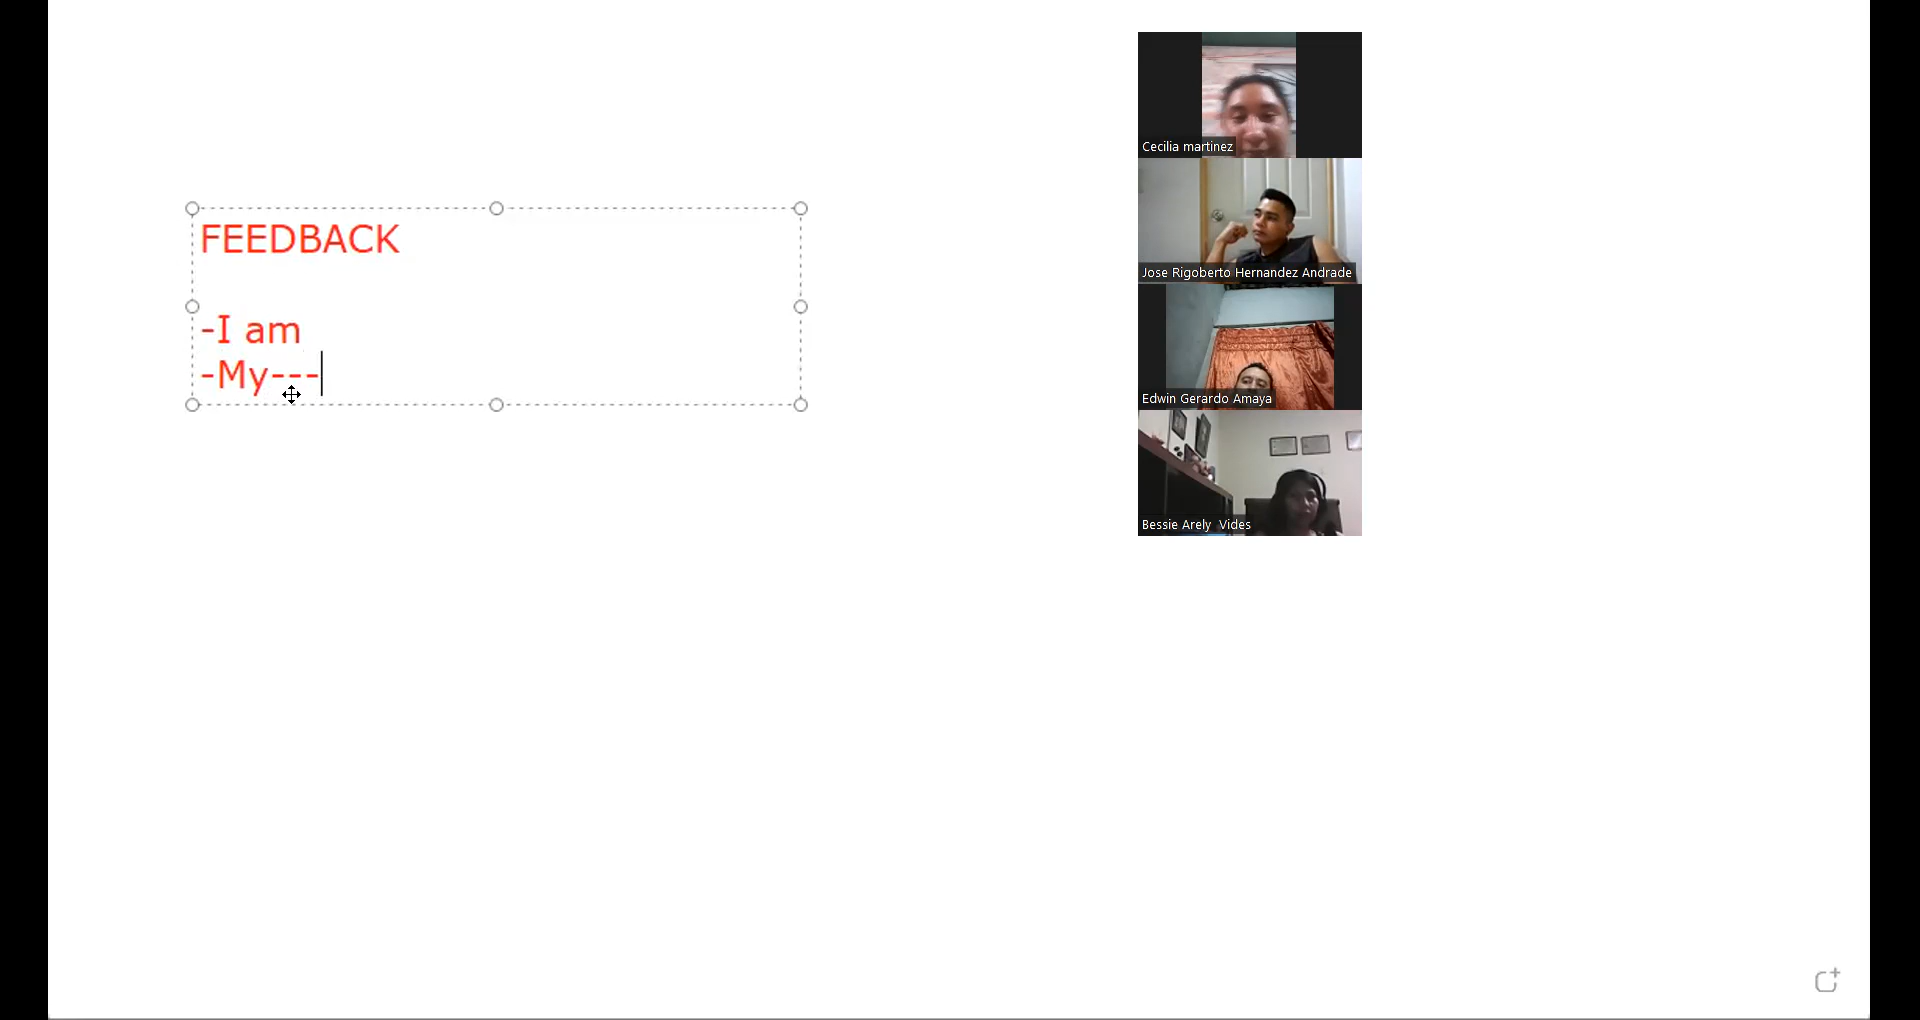 FEEDBACK
-I am
-My---
Cecilia martinez
Jose Rigoberto Hernandez Andrade
Edwin Gerardo Amaya
Bessie Arely  Vides